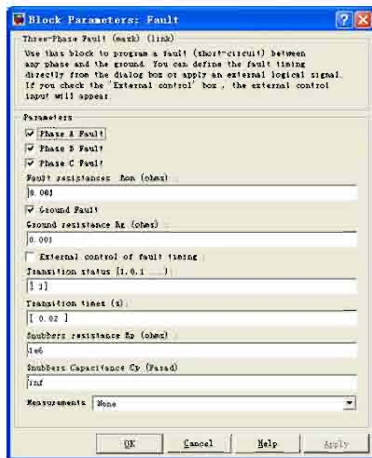 Block Parameters: Fault
Three-Phase Fault (mask) (link)
Use this block to program a fault (short-circuit) between
any phase and the ground. You can define the fault timing
directly from the dialog box or apply an external logical signal.
If you check the 'External control' box , the external control
input will appear.
Parameters
Phase A Fault
Phase B Fault
Phase C Fault
Fault resistances Ron (ohms) :
0.001
Ground Fault
Ground resistance Rg (ohms) :
0.001
External control of fault timing :
Transition status [1,0,1 ...) :
[ 1]
Transition times (s) :
[ 0.02 ]
Snubbers resistance Rp (ohms) :
1e6
Snubbers Capacitance Cp (Farad)
inf
Measurements None
OK Cancel Help Apply